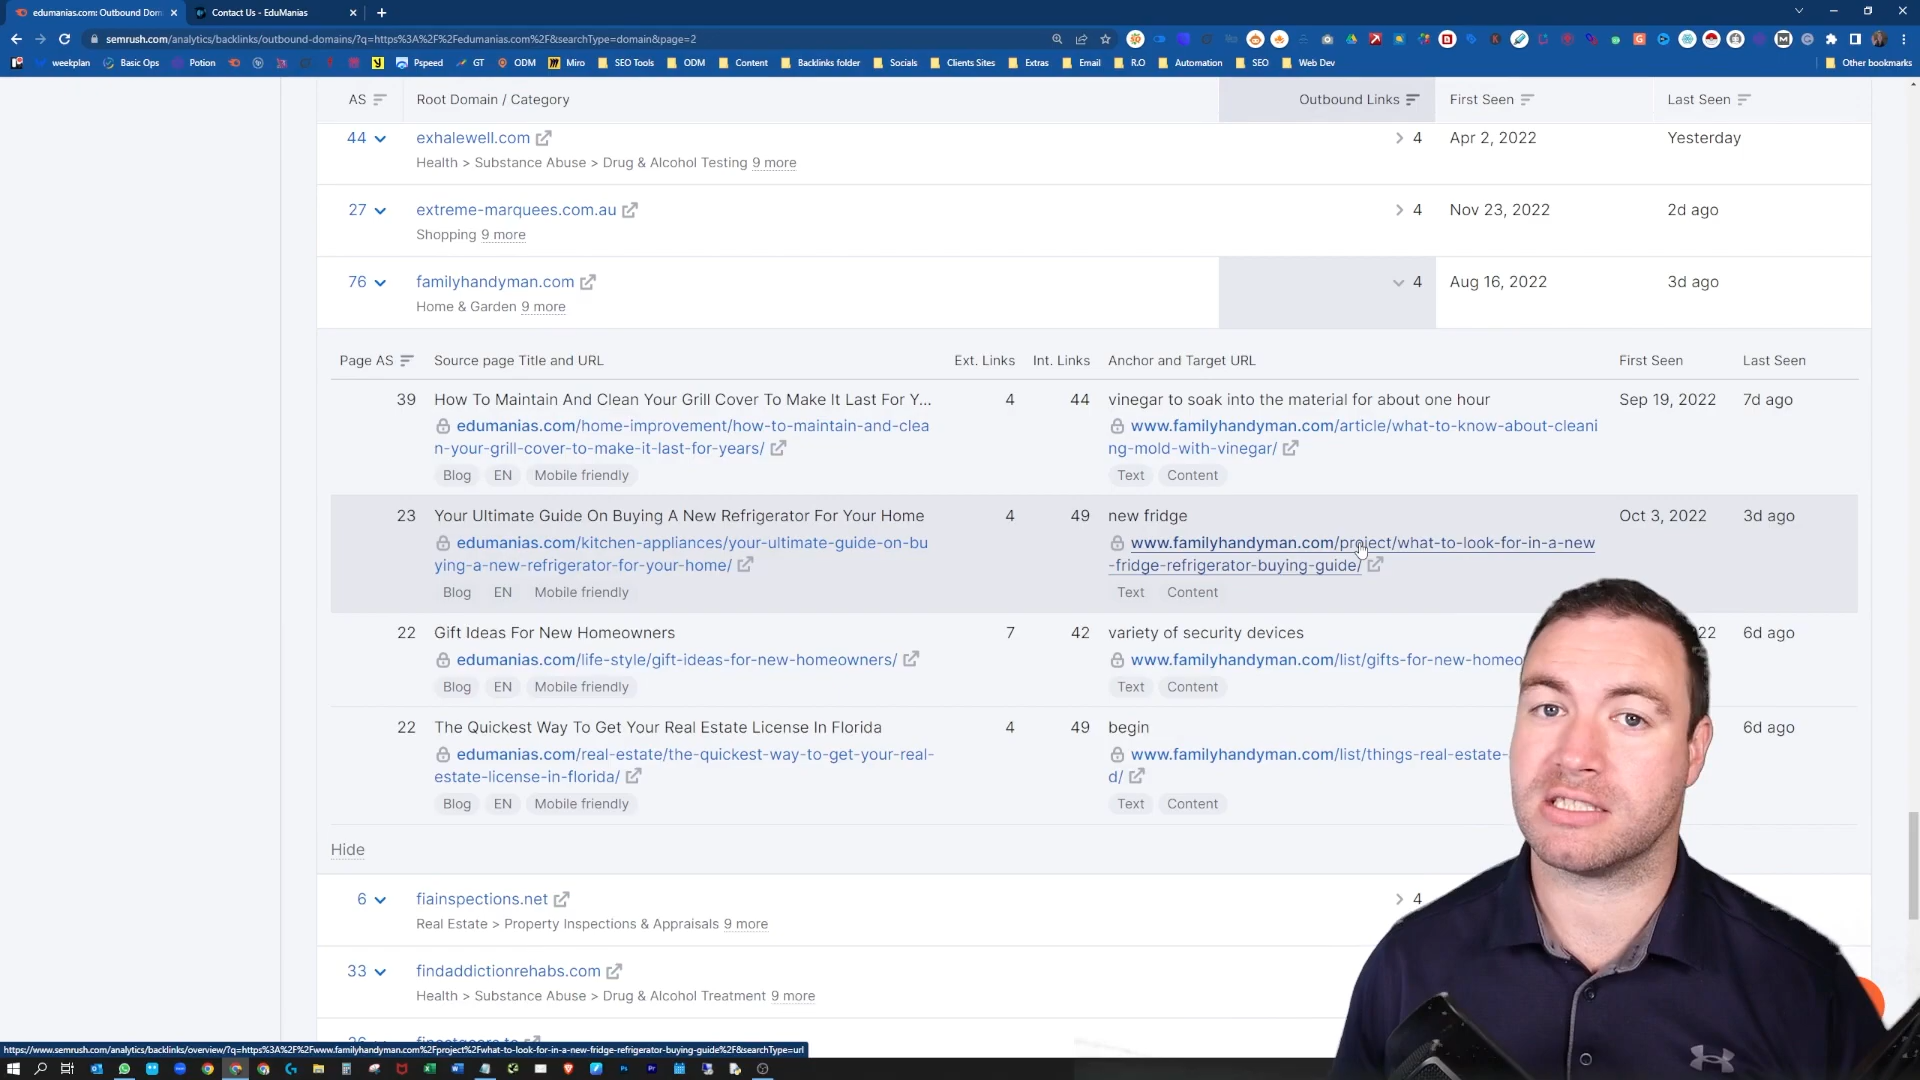 edumanias.com: Outbound Dom
Contact Us - EduManias
semrush.com/analytics/backlinks/outbound-domains/?q=https%3A%2F%2Fedumanias.com%2F&searchType=domain&page=2
weekplan
Basic Ops
Potion
Pspeed
GT
ODM
Miro
SEO Tools
ODM
Content
Backlinks folder
Socials
Clients Sites
Extras
Email
R.O
Automation
SEO
Web Dev
Other bookmarks
AS
Root Domain / Category
Outbound Links
First Seen
Last Seen
44 exhalewell.com 4 Apr 2, 2022 Yesterday
Health > Substance Abuse > Drug & Alcohol Testing 9 more
27 extreme-marquees.com.au 4 Nov 23, 2022 2d ago
Shopping 9 more
76 familyhandyman.com 4 Aug 16, 2022 3d ago
Home & Garden 9 more
Page AS Source page Title and URL Ext. Links Int. Links Anchor and Target URL First Seen Last Seen
39 How To Maintain And Clean Your Grill Cover To Make It Last For Y... 4 44 vinegar to soak into the material for about one hour Sep 19, 2022 7d ago
edumanias.com/home-improvement/how-to-maintain-and-clea www.familyhandyman.com/article/what-to-know-about-cleani
n-your-grill-cover-to-make-it-last-for-years/ ng-mold-with-vinegar/
Blog EN Mobile friendly Text Content
23 Your Ultimate Guide On Buying A New Refrigerator For Your Home 4 49 new fridge Oct 3, 2022 3d ago
edumanias.com/kitchen-appliances/your-ultimate-guide-on-bu www.familyhandyman.com/project/what-to-look-for-in-a-new
ying-a-new-refrigerator-for-your-home/ -fridge-refrigerator-buying-guide/
Blog EN Mobile friendly Text Content
22 Gift Ideas For New Homeowners 7 42 variety of security devices 22 6d ago
edumanias.com/life-style/gift-ideas-for-new-homeowners/ www.familyhandyman.com/list/gifts-for-new-homeo
Blog EN Mobile friendly Text Content
22 The Quickest Way To Get Your Real Estate License In Florida 4 49 begin 6d ago
edumanias.com/real-estate/the-quickest-way-to-get-your-real- www.familyhandyman.com/list/things-real-estate-
estate-license-in-florida/ d/
Blog EN Mobile friendly Text Content
Hide
6 fiainspections.net 4
Real Estate > Property Inspections & Appraisals 9 more
33 findaddictionrehabs.com
Health > Substance Abuse > Drug & Alcohol Treatment 9 more
https://www.semrush.com/analytics/backlinks/overview/?q=https%3A%2F%2Fwww.familyhandyman.com%2Fproject%2Fwhat-to-look-for-in-a-new-fridge-refrigerator-buying-guide%2F&searchType=url